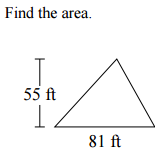 Find the area.
55 ft
81 ft